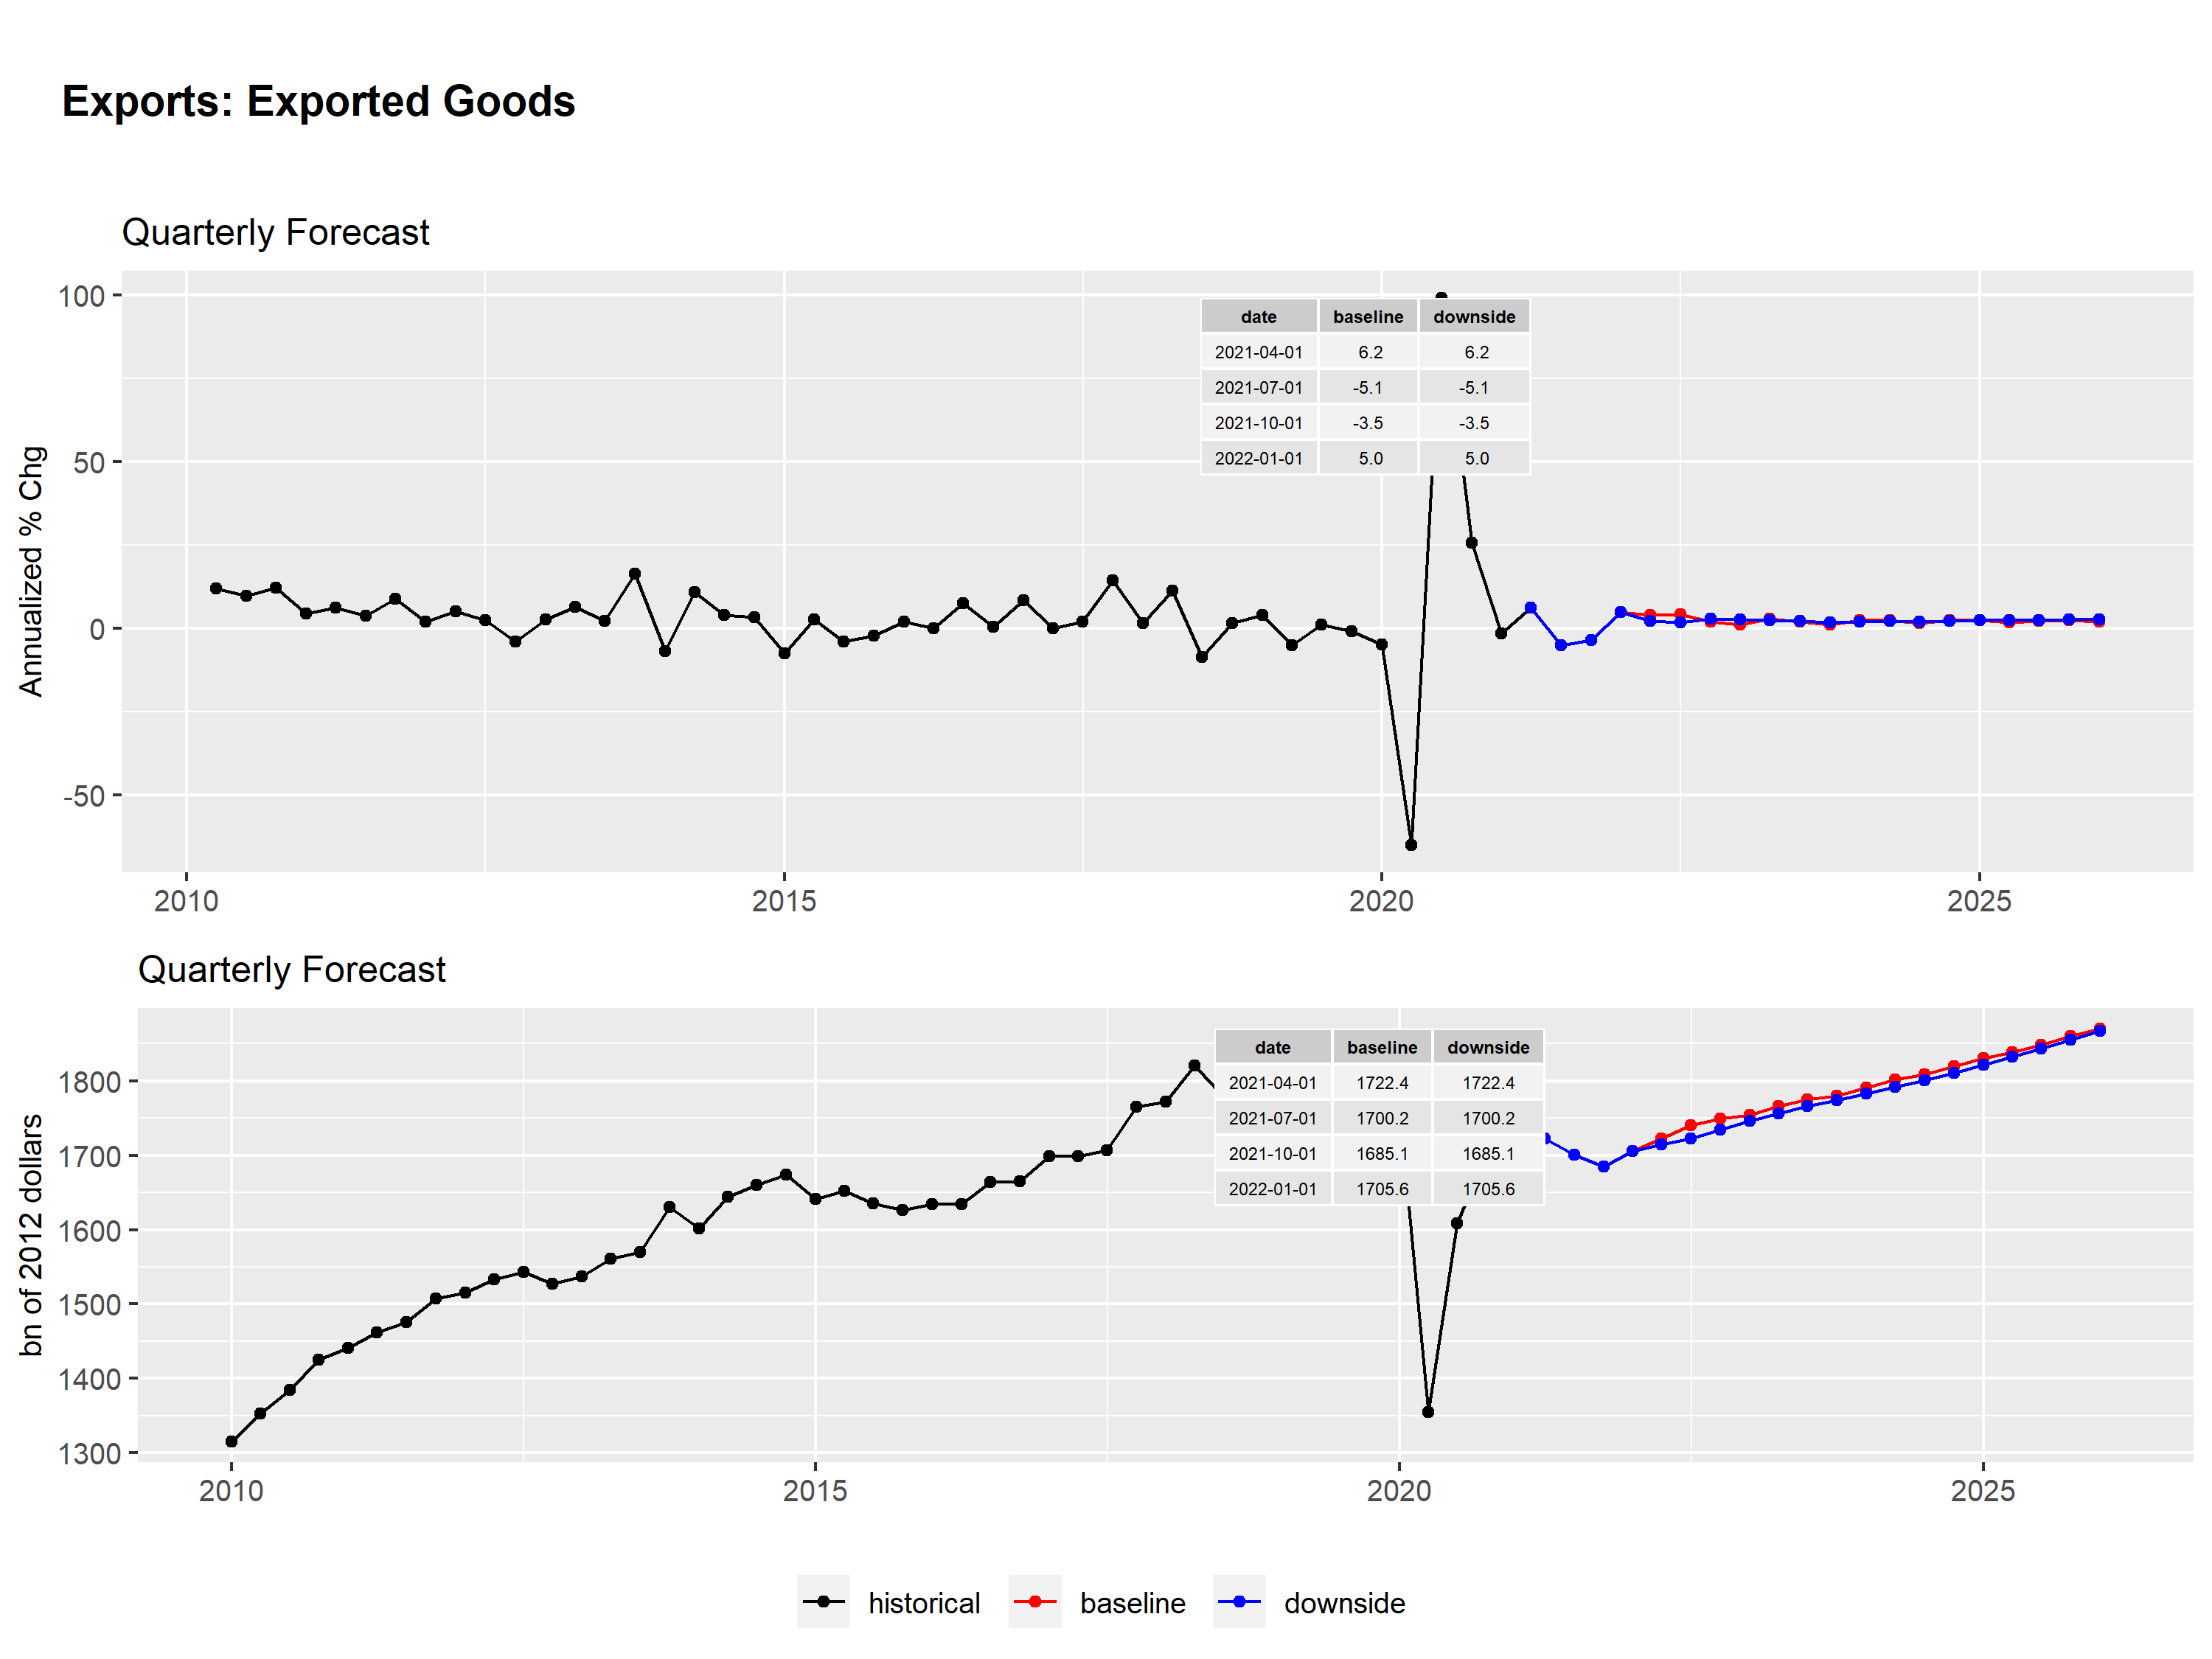 Exports: Exported Goods
Quarterly Forecast
Annualized % Chg
100
50
0
-50
date baseline downside
2021-04-01 6.2 6.2
2021-07-01 -5.1 -5.1
2021-10-01 -3.5 -3.5
2022-01-01 5.0 5.0
2010 2015 2020 2025
Quarterly Forecast
bn of 2012 dollars
1800
1700
1600
1500
1400
1300
date baseline downside
2021-04-01 1722.4 1722.4
2021-07-01 1700.2 1700.2
2021-10-01 1685.1 1685.1
2022-01-01 1705.6 1705.6
2010 2015 2020 2025
historical baseline downside